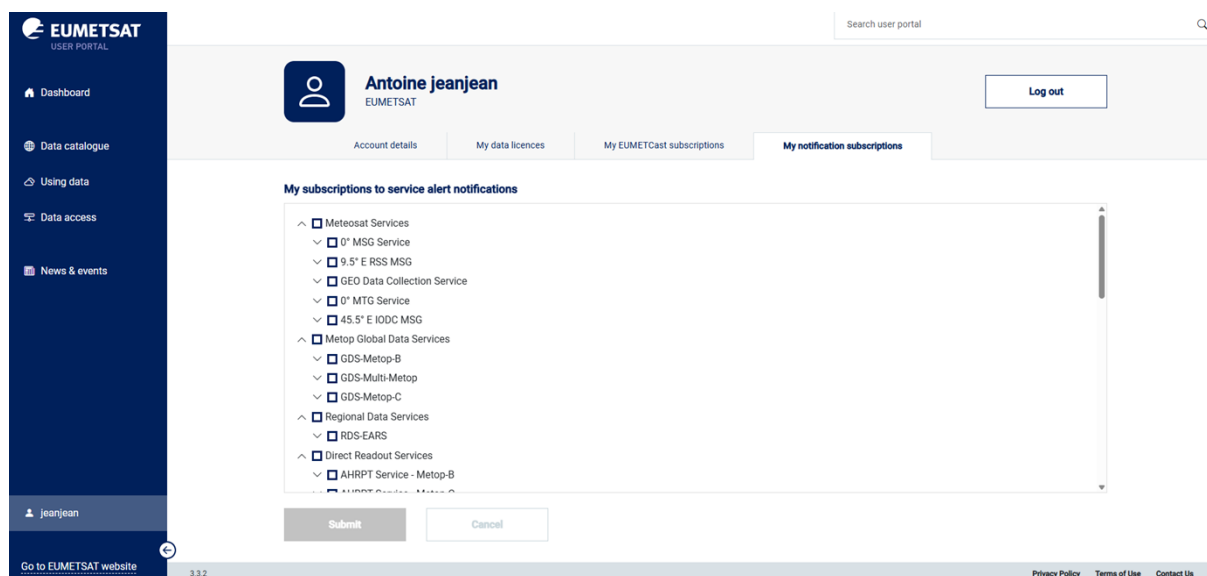 EUMETSAT
USER PORTAL
Search user portal
Dashboard
Data catalogue
Using data
Data access
News & events
jeanjean
Go to EUMETSAT website
Antoine jeanjean
EUMETSAT
Log out
Account details
My data licences
My EUMETCast subscriptions
My notification subscriptions
My subscriptions to service alert notifications
Meteosat Services
0° MSG Service
9.5° E RSS MSG
GEO Data Collection Service
0° MTG Service
45.5° E IODC MSG
Metop Global Data Services
GDS-Metop-B
GDS-Multi-Metop
GDS-Metop-C
Regional Data Services
RDS-EARS
Direct Readout Services
AHRPT Service - Metop-B
Submit
Cancel
3.3.2
Privacy Policy Terms of Use Contact Us